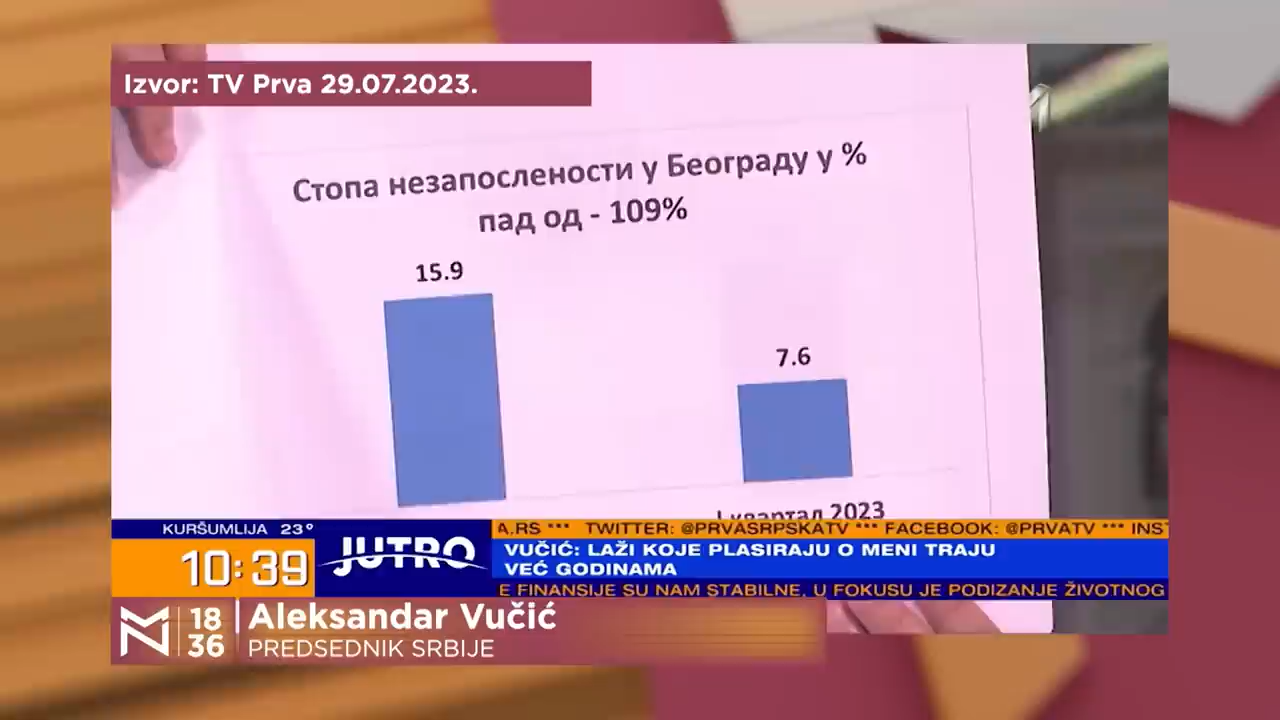 Izvor: TV Prva 29.07.2023.
Стопа незапослености у Београду у %
пад од - 109%
15.9
7.6
I квартал 2023
KURŠUMLIJA 23°
A.RS *** TWITTER: @PRVASRPSKATV *** FACEBOOK: @PRVATV *** INST
10:39
JUTRO
VUČIĆ: LAŽI KOJE PLASIRAJU O MENI TRAJU
VEĆ GODINAMA
E FINANSIJE SU NAM STABILNE, U FOKUSU JE PODIZANJE ŽIVOTNOG
18
36
Aleksandar Vučić
PREDSEDNIK SRBIJE